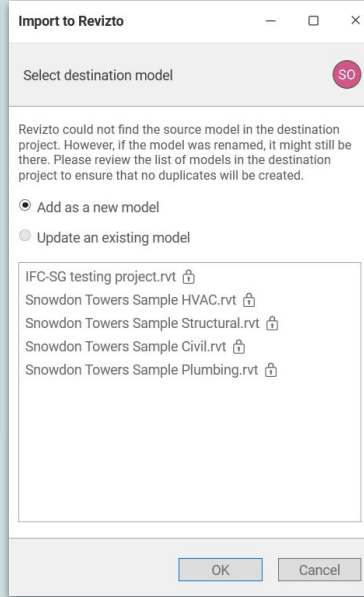 Import to Revizto
Select destination model
SO
Revizto could not find the source model in the destination
project. However, if the model was renamed, it might still be
there. Please review the list of models in the destination
project to ensure that no duplicates will be created.
Add as a new model
Update an existing model
IFC-SG testing project.rvt
Snowdon Towers Sample HVAC.rvt
Snowdon Towers Sample Structural.rvt
Snowdon Towers Sample Civil.rvt
Snowdon Towers Sample Plumbing.rvt
OK Cancel